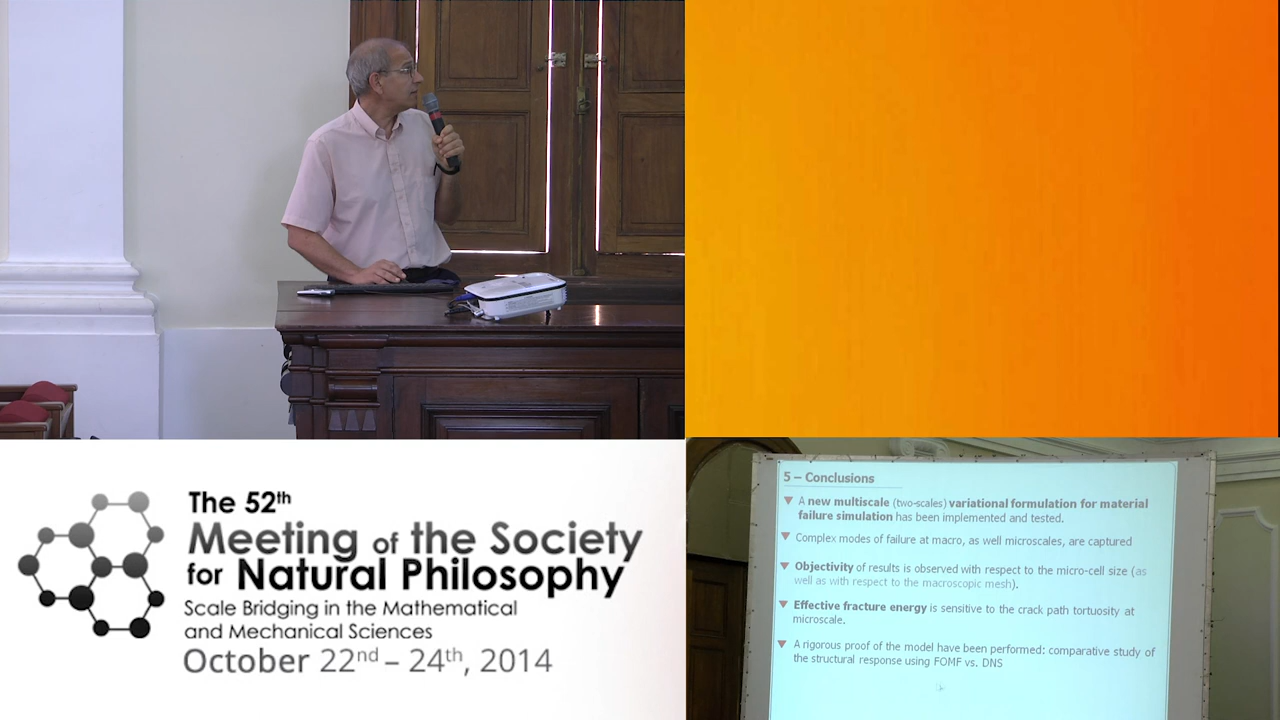 The 52th
Meeting of the Society
for Natural Philosophy
Scale Bridging in the Mathematical
and Mechanical Sciences
October 22nd – 24th, 2014
5 – Conclusions
A new multiscale (two-scales) variational formulation for material
failure simulation has been implemented and tested.
Complex modes of failure at macro, as well microscales, are captured
Objectivity of results is observed with respect to the micro-cell size (as
well as with respect to the macroscopic mesh).
Effective fracture energy is sensitive to the crack path tortuosity at
microscale.
A rigorous proof of the model have been performed: comparative study of
the structural response using FOMF vs. DNS